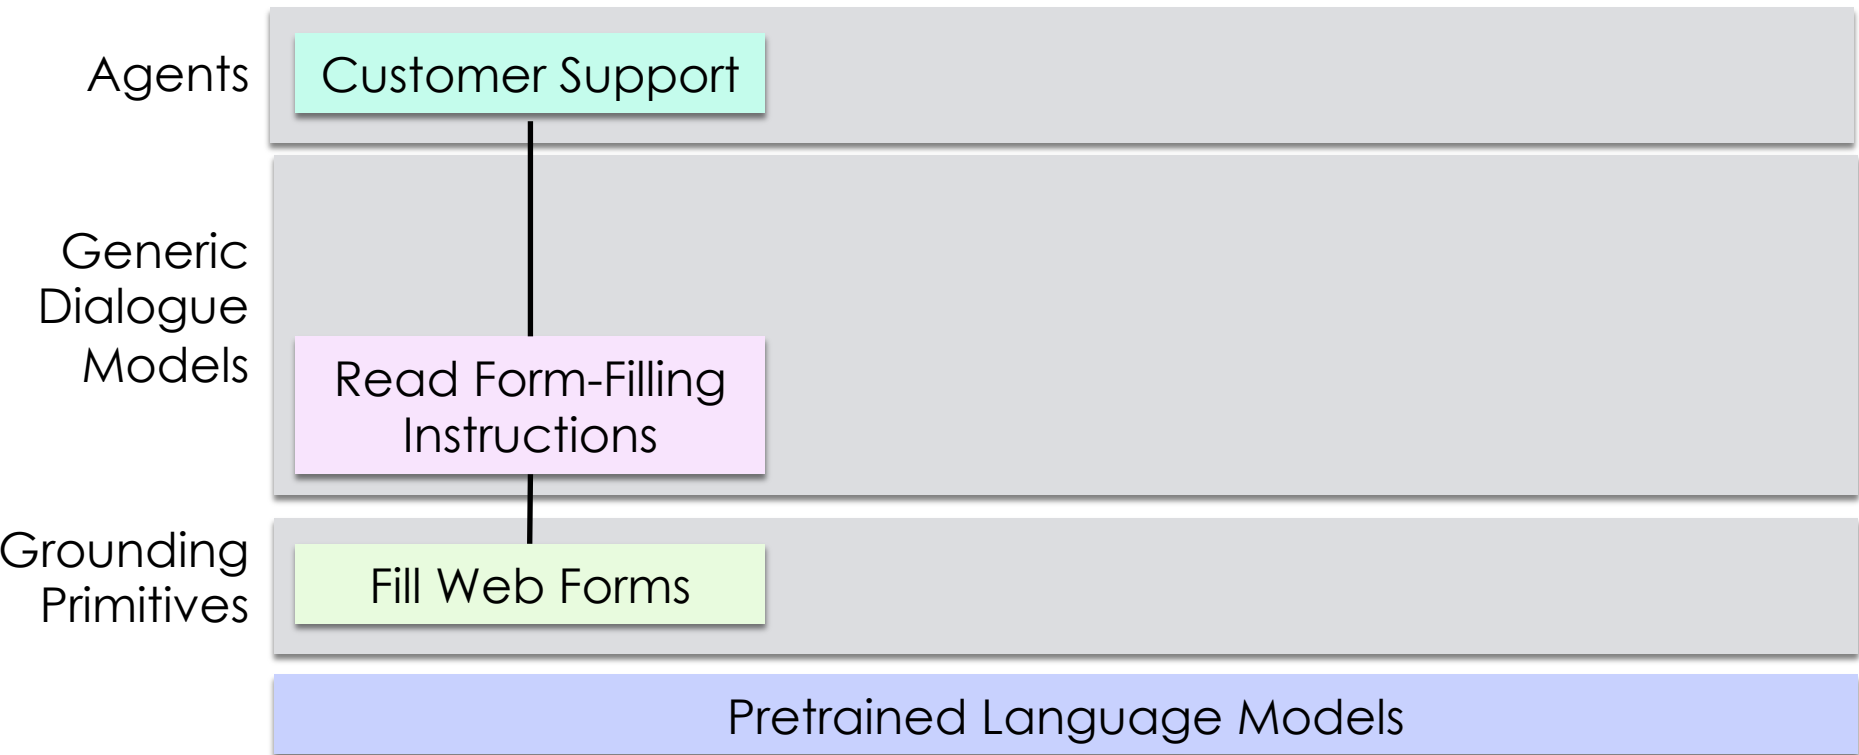 Agents
Customer Support
Generic
Dialogue
Models
Read Form-Filling
Instructions
Grounding
Primitives
Fill Web Forms
Pretrained Language Models